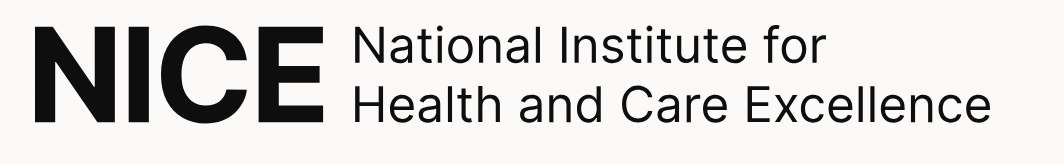 NICE
National Institute for
Health and Care Excellence